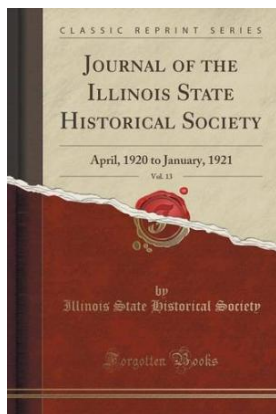 CLASSIC REPRINT SERIES
JOURNAL OF THE
ILLINOIS STATE
HISTORICAL SOCIETY
April, 1920 to January, 1921
Vol. 13
by
Illinois State Historical Society
Forgotten Books